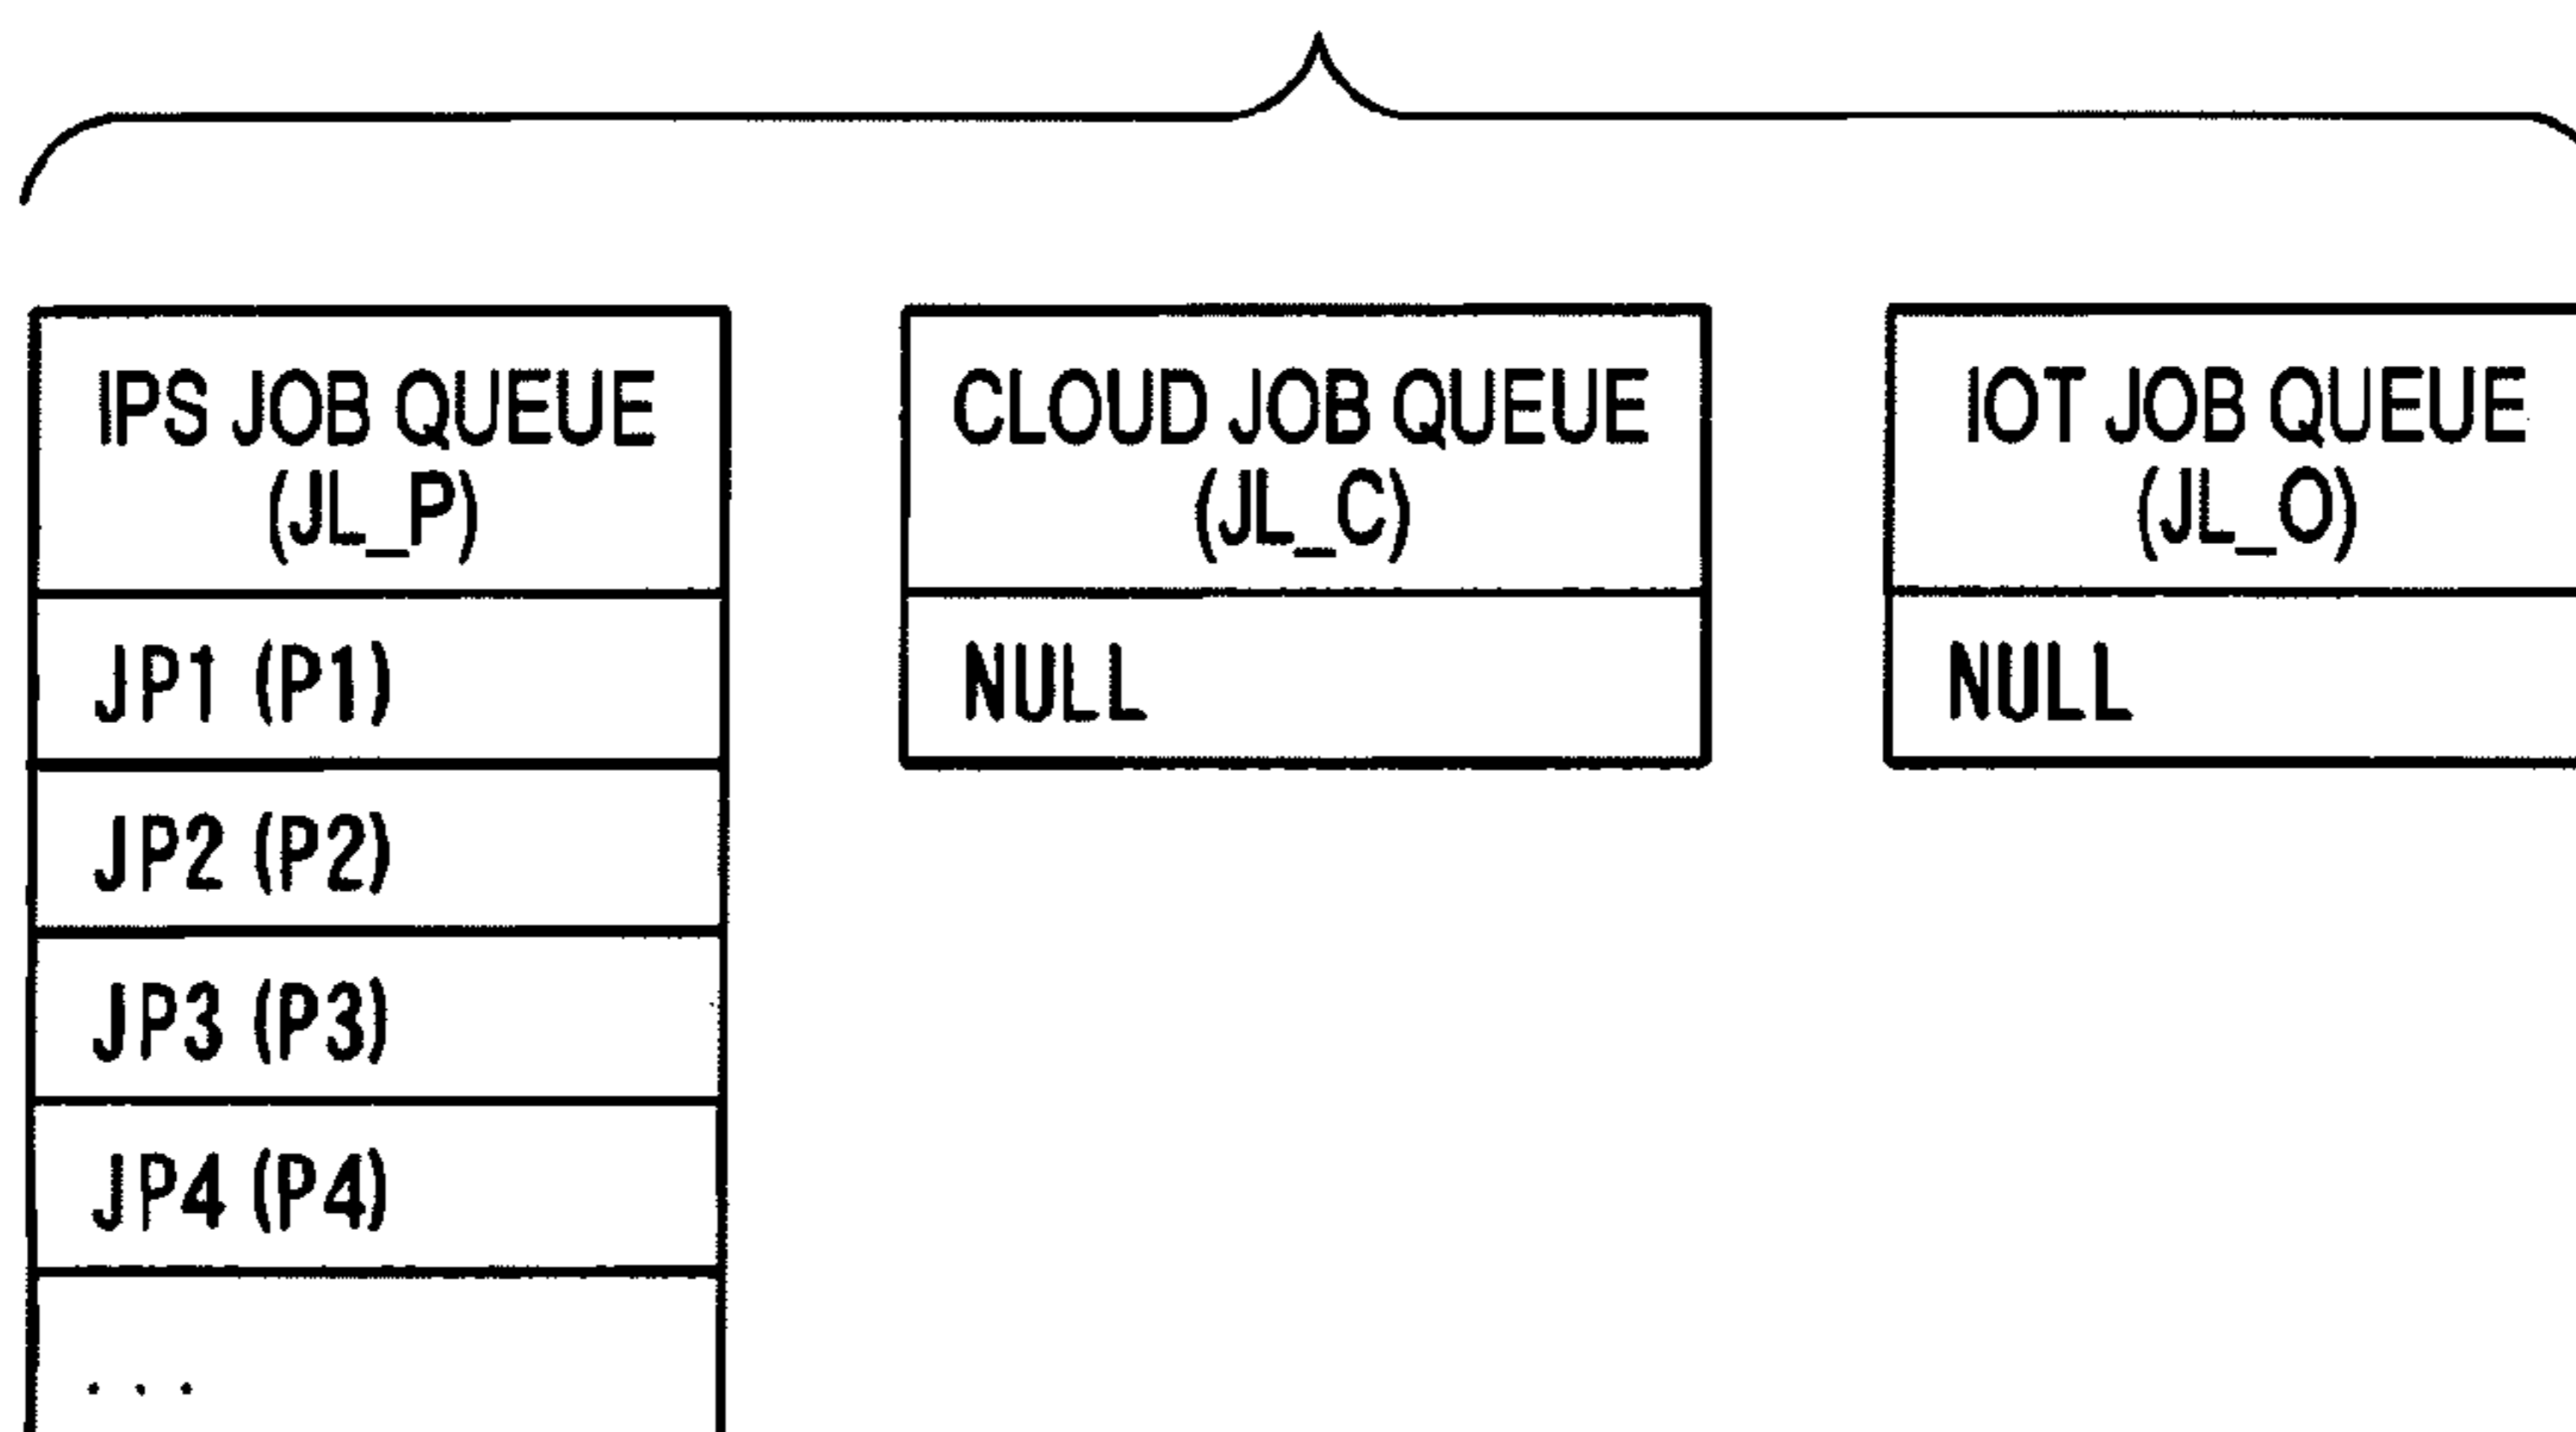 IPS JOB QUEUE
(JL_P)
JP1 (P1)
JP2 (P2)
JP3 (P3)
JP4 (P4)
...
CLOUD JOB QUEUE
(JL_C)
NULL
IOT JOB QUEUE
(JL_O)
NULL